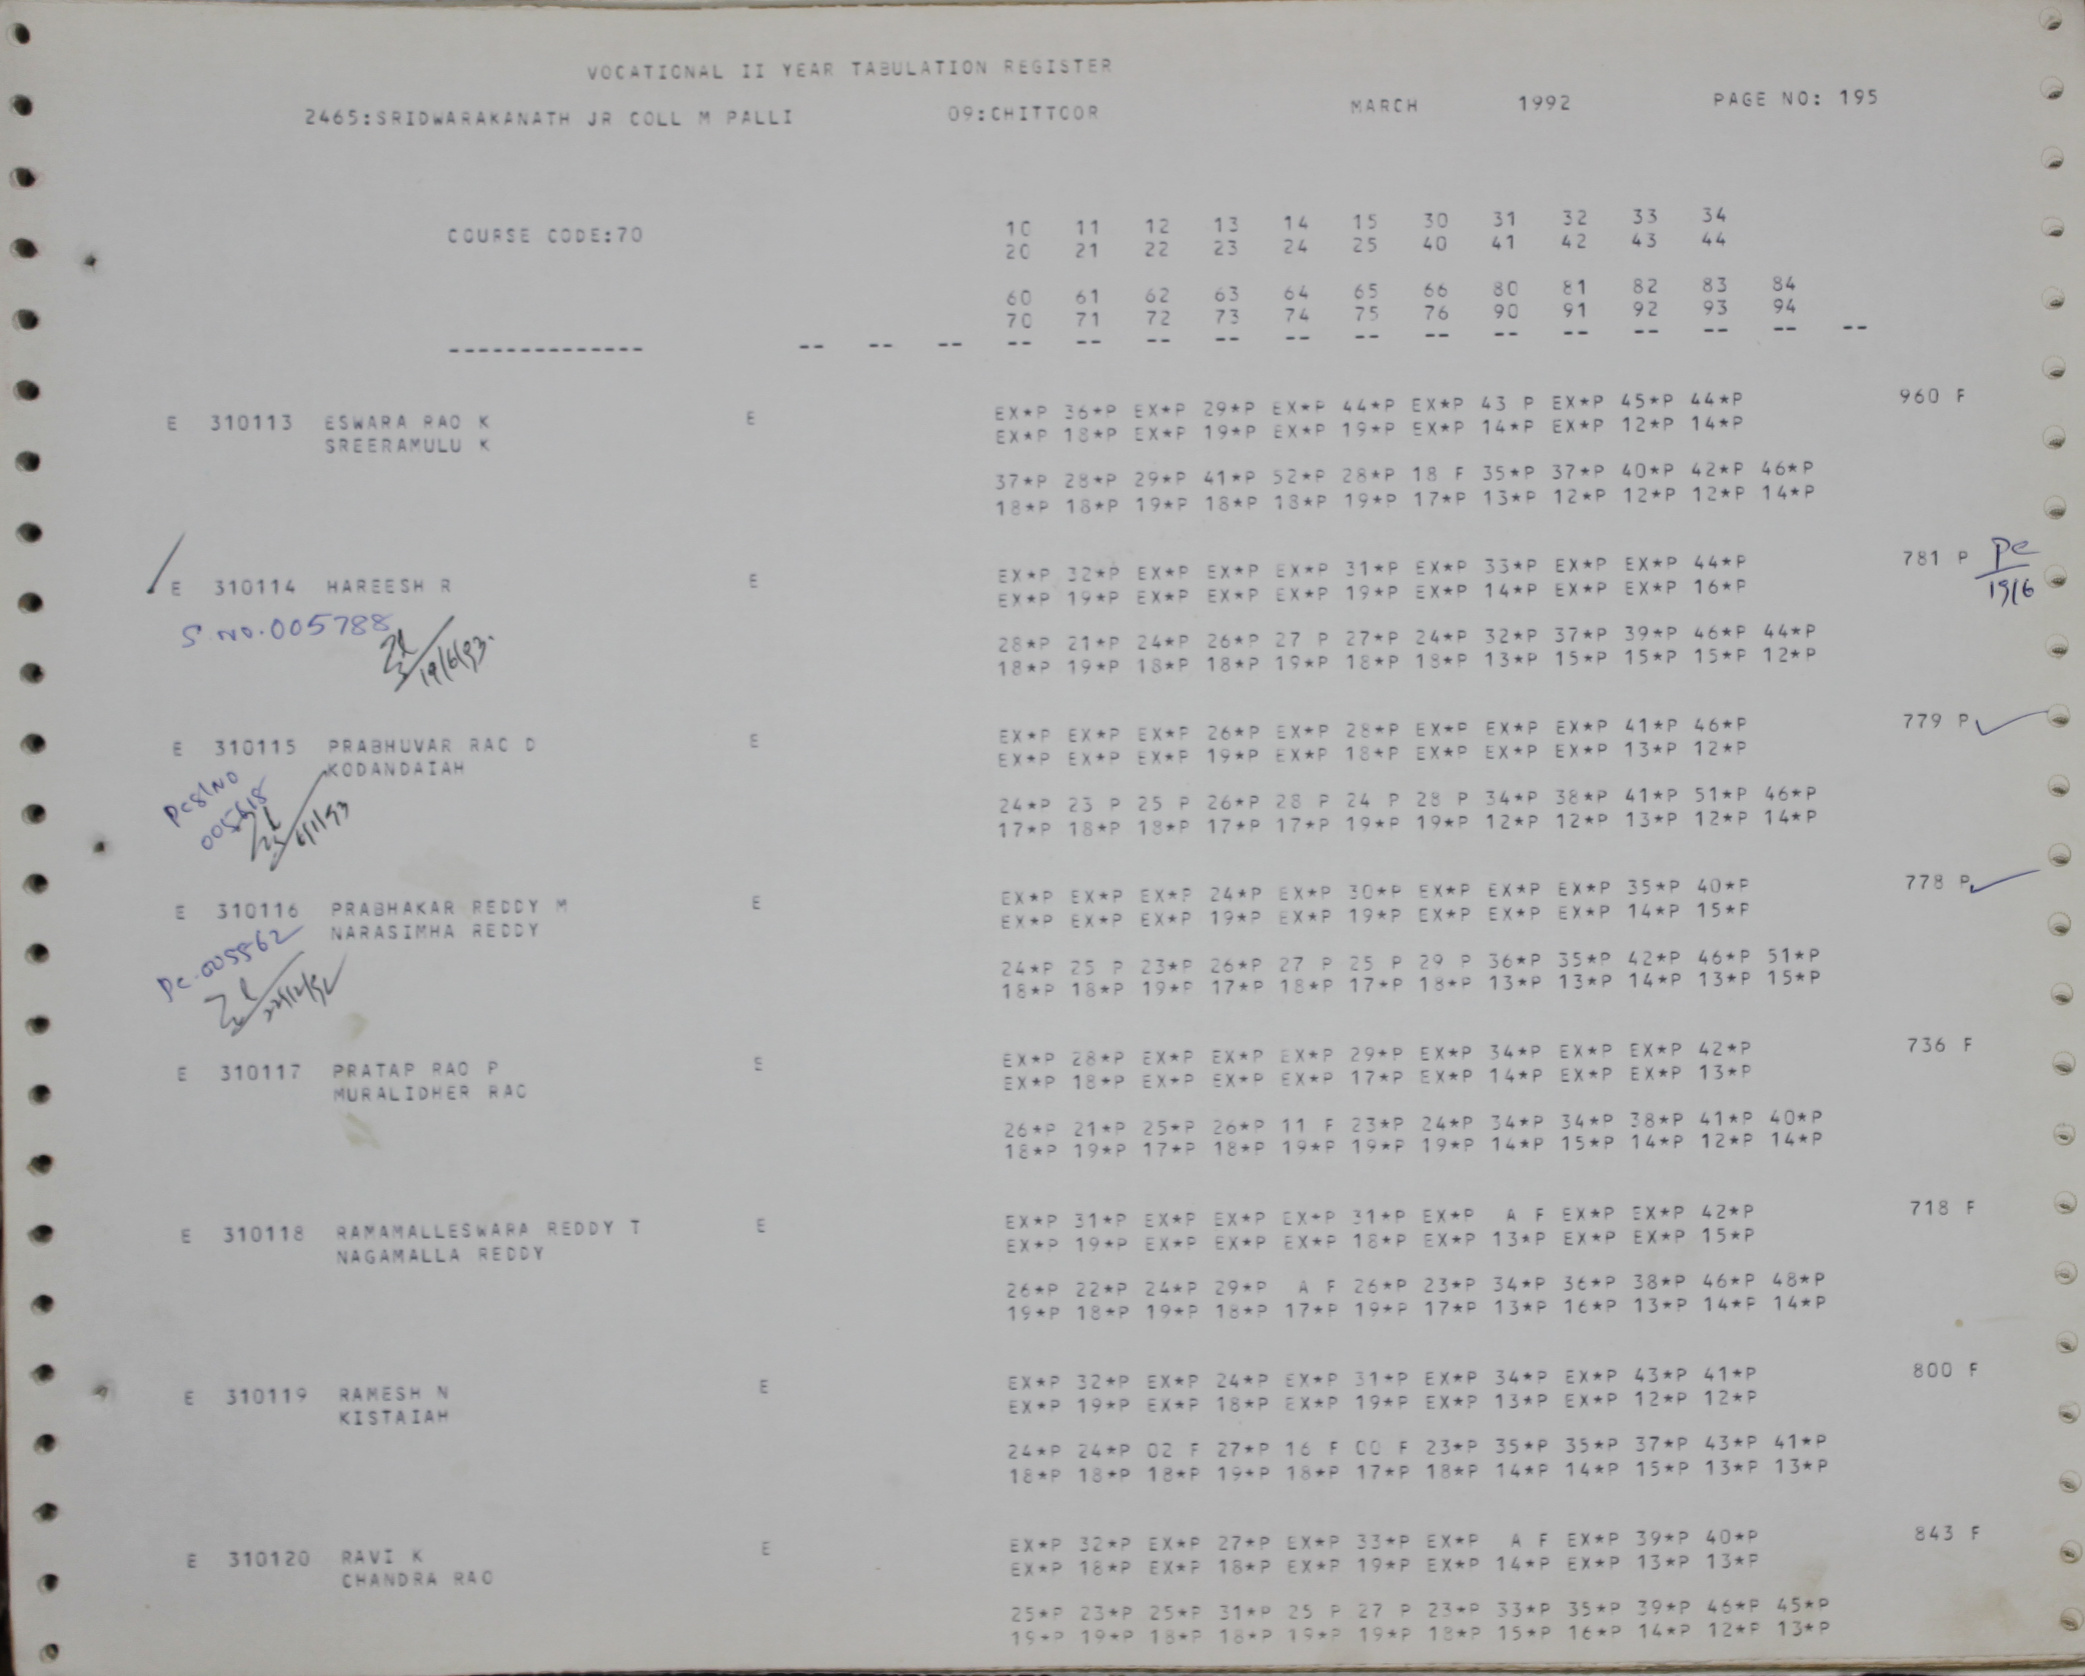 VOCATIONAL II YEAR TABULATION REGISTER
2465:SRIDWARAKANATH JR COLL M PALLI 09:CHITTOOR MARCH 1992 PAGE NO: 195
COURSE CODE:70 10 11 12 13 14 15 30 31 32 33 34
20 21 22 23 24 25 40 41 42 43 44
60 61 62 63 64 65 66 80 81 82 83 84
70 71 72 73 74 75 76 90 91 92 93 94
-------------- -- -- -- -- -- -- -- -- -- -- -- -- -- -- -- --
E 310113 ESWARA RAO K E EX*P 36*P EX*P 29*P EX*P 44*P EX*P 43 P EX*P 45*P 44*P 960 F
SREERAMULU K EX*P 18*P EX*P 19*P EX*P 19*P EX*P 14*P EX*P 12*P 14*P
37*P 28*P 29*P 41*P 52*P 28*P 18 F 35*P 37*P 40*P 42*P 46*P
18*P 18*P 19*P 18*P 18*P 19*P 17*P 13*P 12*P 12*P 12*P 14*P
E 310114 HAREESH R E EX*P 32*P EX*P EX*P EX*P 31*P EX*P 33*P EX*P EX*P 44*P 781 P Pc
EX*P 19*P EX*P EX*P EX*P 19*P EX*P 14*P EX*P EX*P 16*P 19/6
S.No.005788
19/6/93.
28*P 21*P 24*P 26*P 27 P 27*P 24*P 32*P 37*P 39*P 46*P 44*P
18*P 19*P 18*P 18*P 19*P 18*P 18*P 13*P 15*P 15*P 15*P 12*P
E 310115 PRABHUVAR RAO D E EX*P EX*P EX*P 26*P EX*P 28*P EX*P EX*P EX*P 41*P 46*P 779 P
KODANDAIAH EX*P EX*P EX*P 19*P EX*P 18*P EX*P EX*P EX*P 13*P 12*P
PcSlNo
24*P 23 P 25 P 26*P 28 P 24 P 28 P 34*P 38*P 41*P 51*P 46*P
17*P 18*P 18*P 17*P 17*P 19*P 19*P 12*P 12*P 13*P 12*P 14*P
E 310116 PRABHAKAR REDDY M E EX*P EX*P EX*P 24*P EX*P 30*P EX*P EX*P EX*P 35*P 40*P 778 P
NARASIMHA REDDY EX*P EX*P EX*P 19*P EX*P 19*P EX*P EX*P EX*P 14*P 15*P
Pc.005562
24*P 25 P 23*P 26*P 27 P 25 P 29 P 36*P 35*P 42*P 46*P 51*P
18*P 18*P 19*P 17*P 18*P 17*P 18*P 13*P 13*P 14*P 13*P 15*P
E 310117 PRATAP RAO P E EX*P 28*P EX*P EX*P EX*P 29*P EX*P 34*P EX*P EX*P 42*P 736 F
MURALIDHER RAO EX*P 18*P EX*P EX*P EX*P 17*P EX*P 14*P EX*P EX*P 13*P
26*P 21*P 25*P 26*P 11 F 23*P 24*P 34*P 34*P 38*P 41*P 40*P
18*P 19*P 17*P 18*P 19*P 19*P 19*P 14*P 15*P 14*P 12*P 14*P
E 310118 RAMAMALLESWARA REDDY T E EX*P 31*P EX*P EX*P EX*P 31*P EX*P A F EX*P EX*P 42*P 718 F
NAGAMALLA REDDY EX*P 19*P EX*P EX*P EX*P 18*P EX*P 13*P EX*P EX*P 15*P
26*P 22*P 24*P 29*P A F 26*P 23*P 34*P 36*P 38*P 46*P 48*P
19*P 18*P 19*P 18*P 17*P 19*P 17*P 13*P 16*P 13*P 14*P 14*P
E 310119 RAMESH N E EX*P 32*P EX*P 24*P EX*P 31*P EX*P 34*P EX*P 43*P 41*P 800 F
KISTAIAH EX*P 19*P EX*P 18*P EX*P 19*P EX*P 13*P EX*P 12*P 12*P
24*P 24*P 02 F 27*P 16 F 00 F 23*P 35*P 35*P 37*P 43*P 41*P
18*P 18*P 18*P 19*P 18*P 17*P 18*P 14*P 14*P 15*P 13*P 13*P
E 310120 RAVI K E EX*P 32*P EX*P 27*P EX*P 33*P EX*P A F EX*P 39*P 40*P 843 F
CHANDRA RAO EX*P 18*P EX*P 18*P EX*P 19*P EX*P 14*P EX*P 13*P 13*P
25*P 23*P 25*P 31*P 25 P 27 P 23*P 33*P 35*P 39*P 46*P 45*P
19*P 19*P 18*P 18*P 19*P 19*P 18*P 15*P 16*P 14*P 12*P 13*P